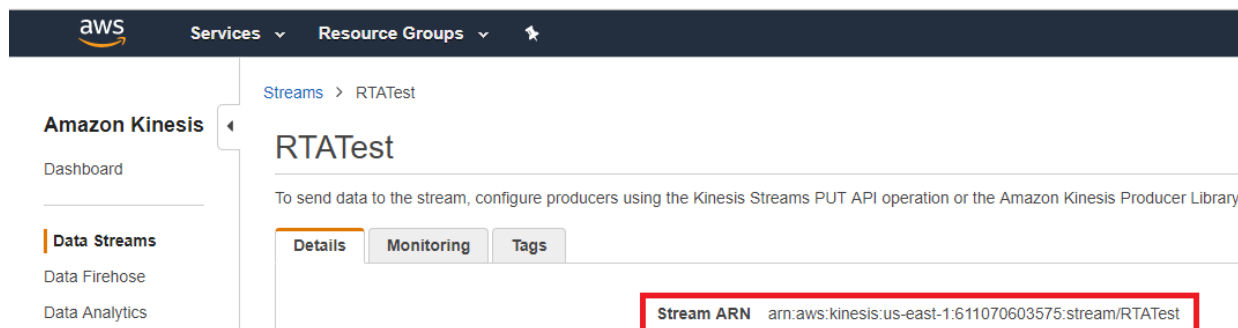 aws Services Resource Groups
Streams > RTATest
Amazon Kinesis
RTATest
Dashboard
To send data to the stream, configure producers using the Kinesis Streams PUT API operation or the Amazon Kinesis Producer Library
Data Streams
Details Monitoring Tags
Data Firehose
Data Analytics
Stream ARN arn:aws:kinesis:us-east-1:611070603575:stream/RTATest